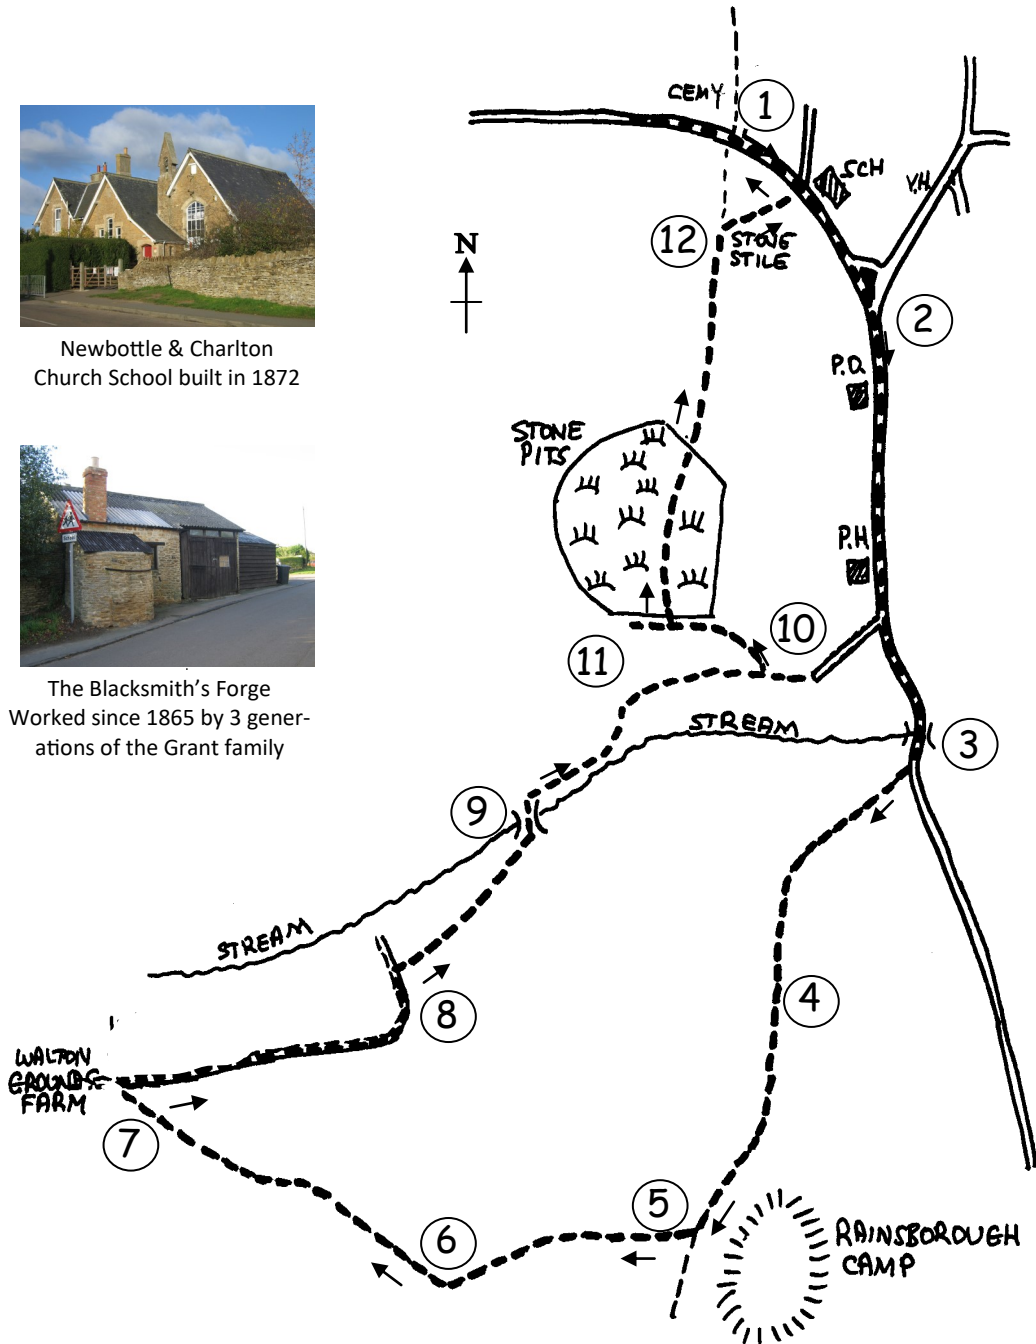 Newbottle & Charlton
Church School built in 1872
The Blacksmith's Forge
Worked since 1865 by 3 gener-
ations of the Grant family
CEMY
1
SCH
V.H.
12
STONE
STILE
N
2
P.O.
STONE
PITS
P.H
10
11
STREAM
3
9
STREAM
4
8
WALTON
GROUNDS
FARM
7
5
6
RAINSBOROUGH
CAMP